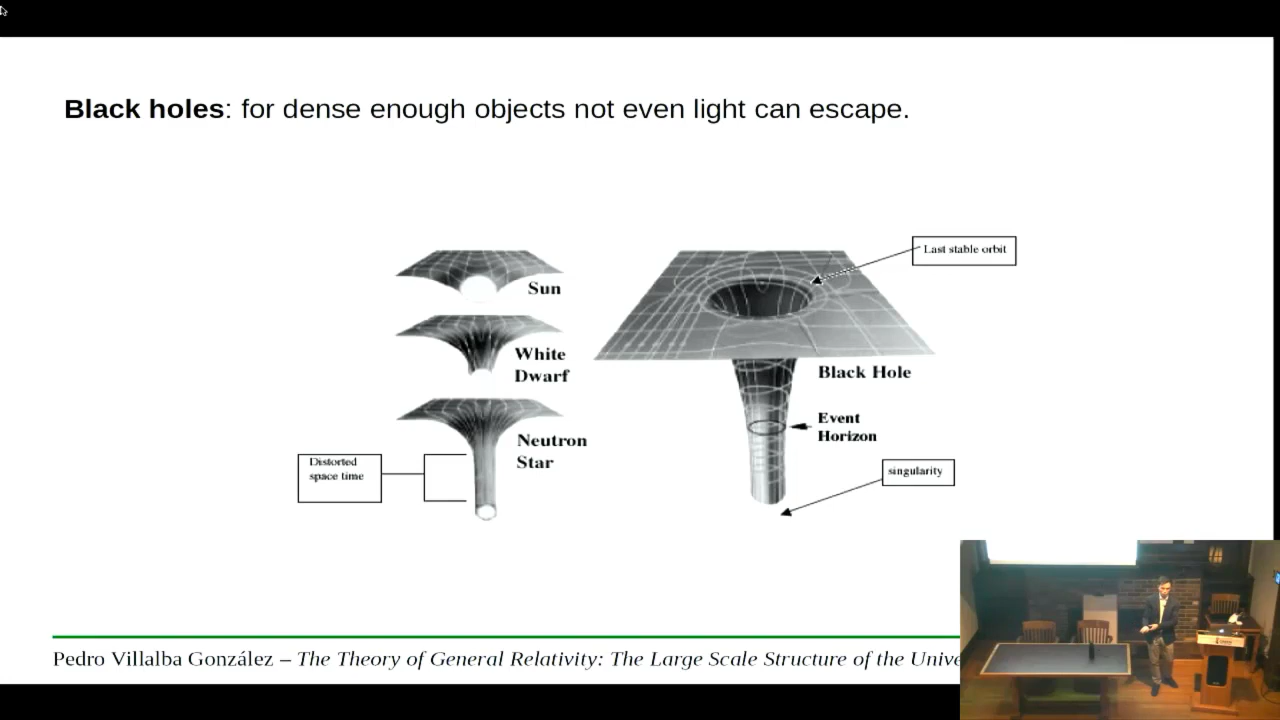 Black holes: for dense enough objects not even light can escape.
Last stable orbit
Sun
White
Dwarf
Black Hole
Event
Horizon
Neutron
Star
Distorted
space time
singularity
Pedro Villalba González – The Theory of General Relativity: The Large Scale Structure of the Unive